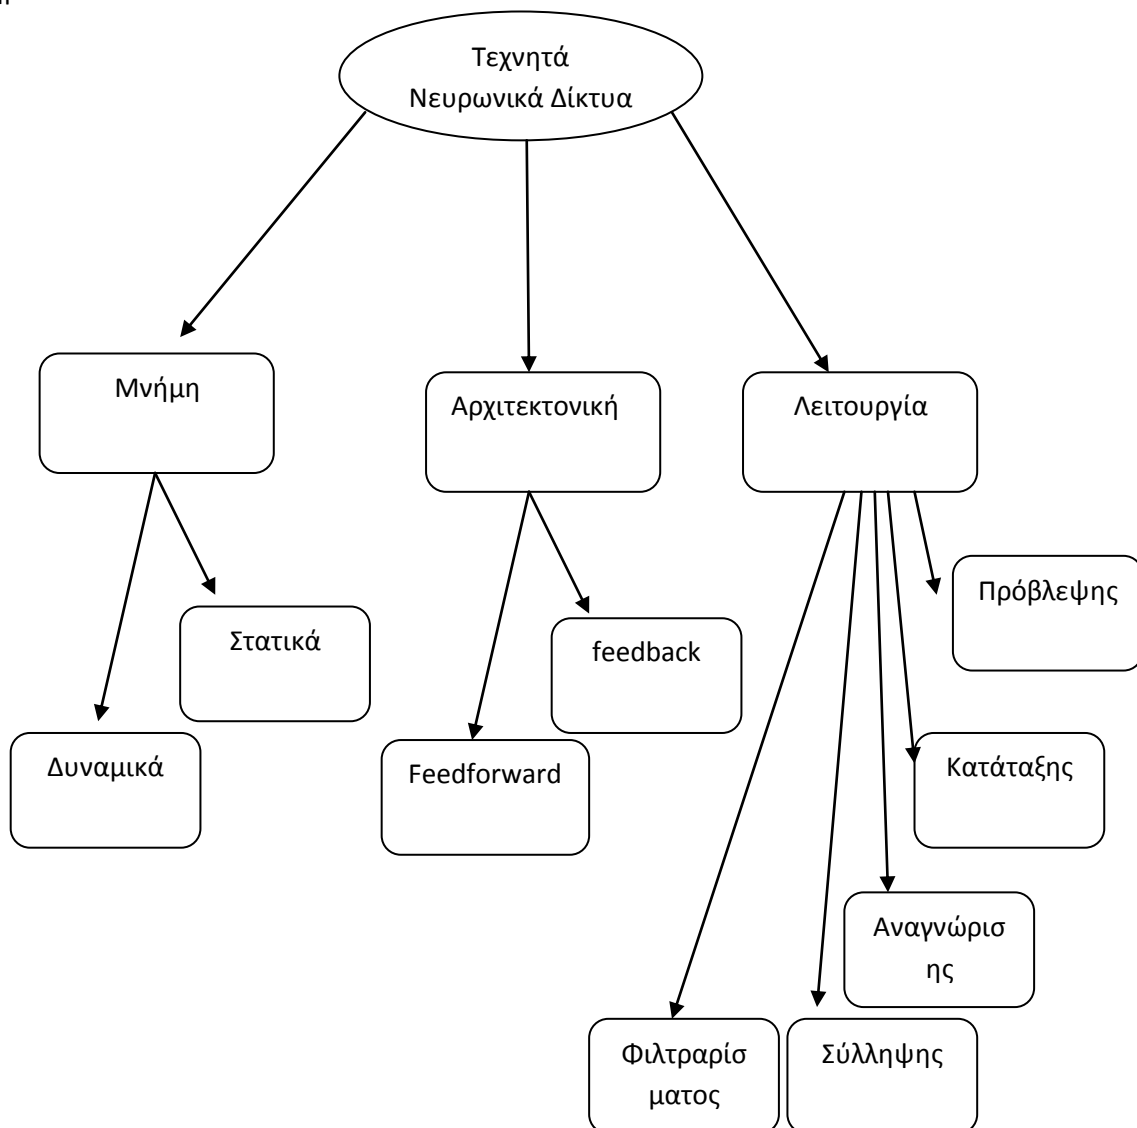 Τεχνητά
Νευρωνικά Δίκτυα
Μνήμη
Αρχιτεκτονική
Λειτουργία
Πρόβλεψης
Στατικά
feedback
Δυναμικά
Feedforward
Κατάταξης
Αναγνώρισ
ης
Φιλτραρίσ
ματος
Σύλληψης